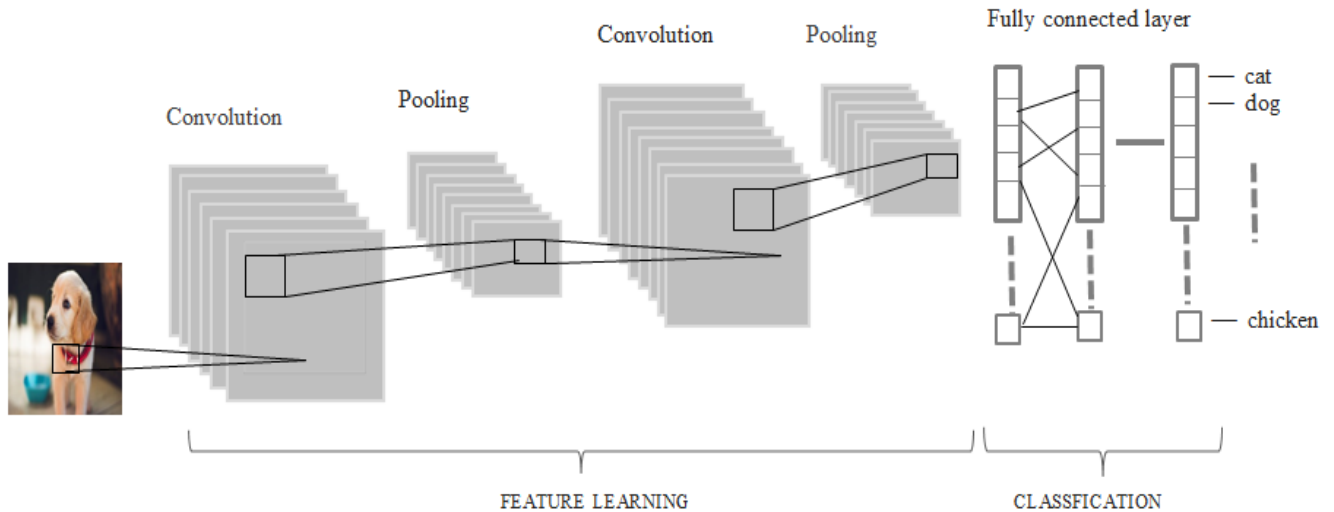 Convolution
Pooling
Convolution
Pooling
Fully connected layer
cat
dog
chicken
FEATURE LEARNING
CLASSFICATION